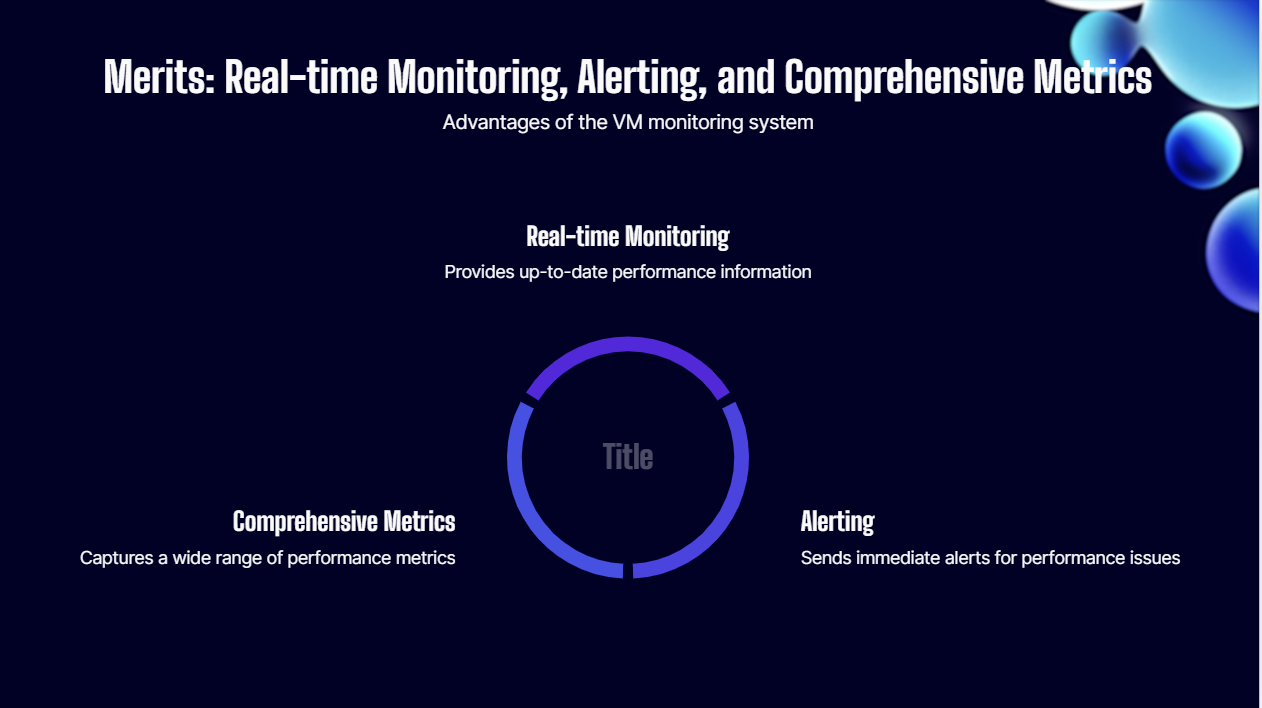 Merits: Real-time Monitoring, Alerting, and Comprehensive Metrics
Advantages of the VM monitoring system
Real-time Monitoring
Provides up-to-date performance information
Title
Comprehensive Metrics
Captures a wide range of performance metrics
Alerting
Sends immediate alerts for performance issues